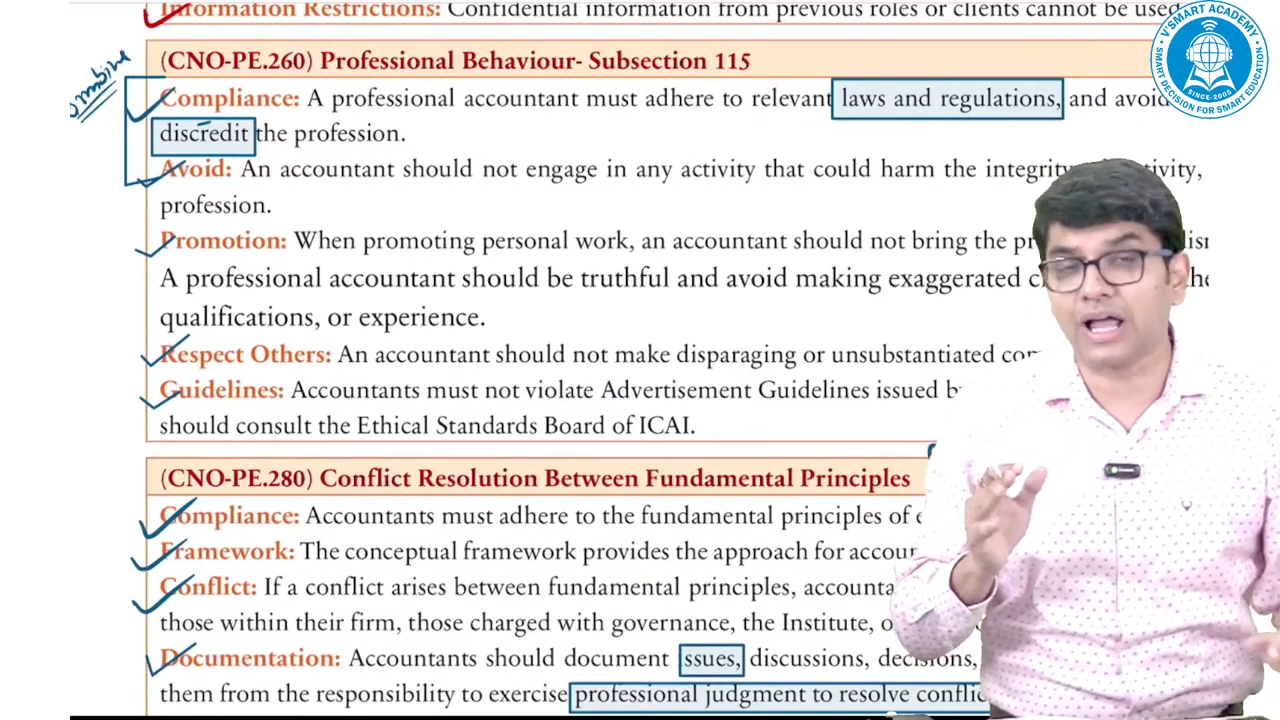 Information Restrictions: Confidential information from previous roles or clients cannot be used
(CNO-PE.260) Professional Behaviour- Subsection 115
Compliance: A professional accountant must adhere to relevant laws and regulations, and avoid
discredit the profession.
Avoid: An accountant should not engage in any activity that could harm the integrity,
profession.
Promotion: When promoting personal work, an accountant should not bring the
A professional accountant should be truthful and avoid making exaggerated
qualifications, or experience.
Respect Others: An accountant should not make disparaging or unsubstantiated
Guidelines: Accountants must not violate Advertisement Guidelines issued
should consult the Ethical Standards Board of ICAI.
(CNO-PE.280) Conflict Resolution Between Fundamental Principles
Compliance: Accountants must adhere to the fundamental principles of
Framework: The conceptual framework provides the approach for
Conflict: If a conflict arises between fundamental principles,
those within their firm, those charged with governance, the Institute,
Documentation: Accountants should document issues, discussions, decisions,
them from the responsibility to exercise professional judgment to resolve
V'SMART ACADEMY
SMART DECISION FOR SMART EDUCATION
SINCE-2005